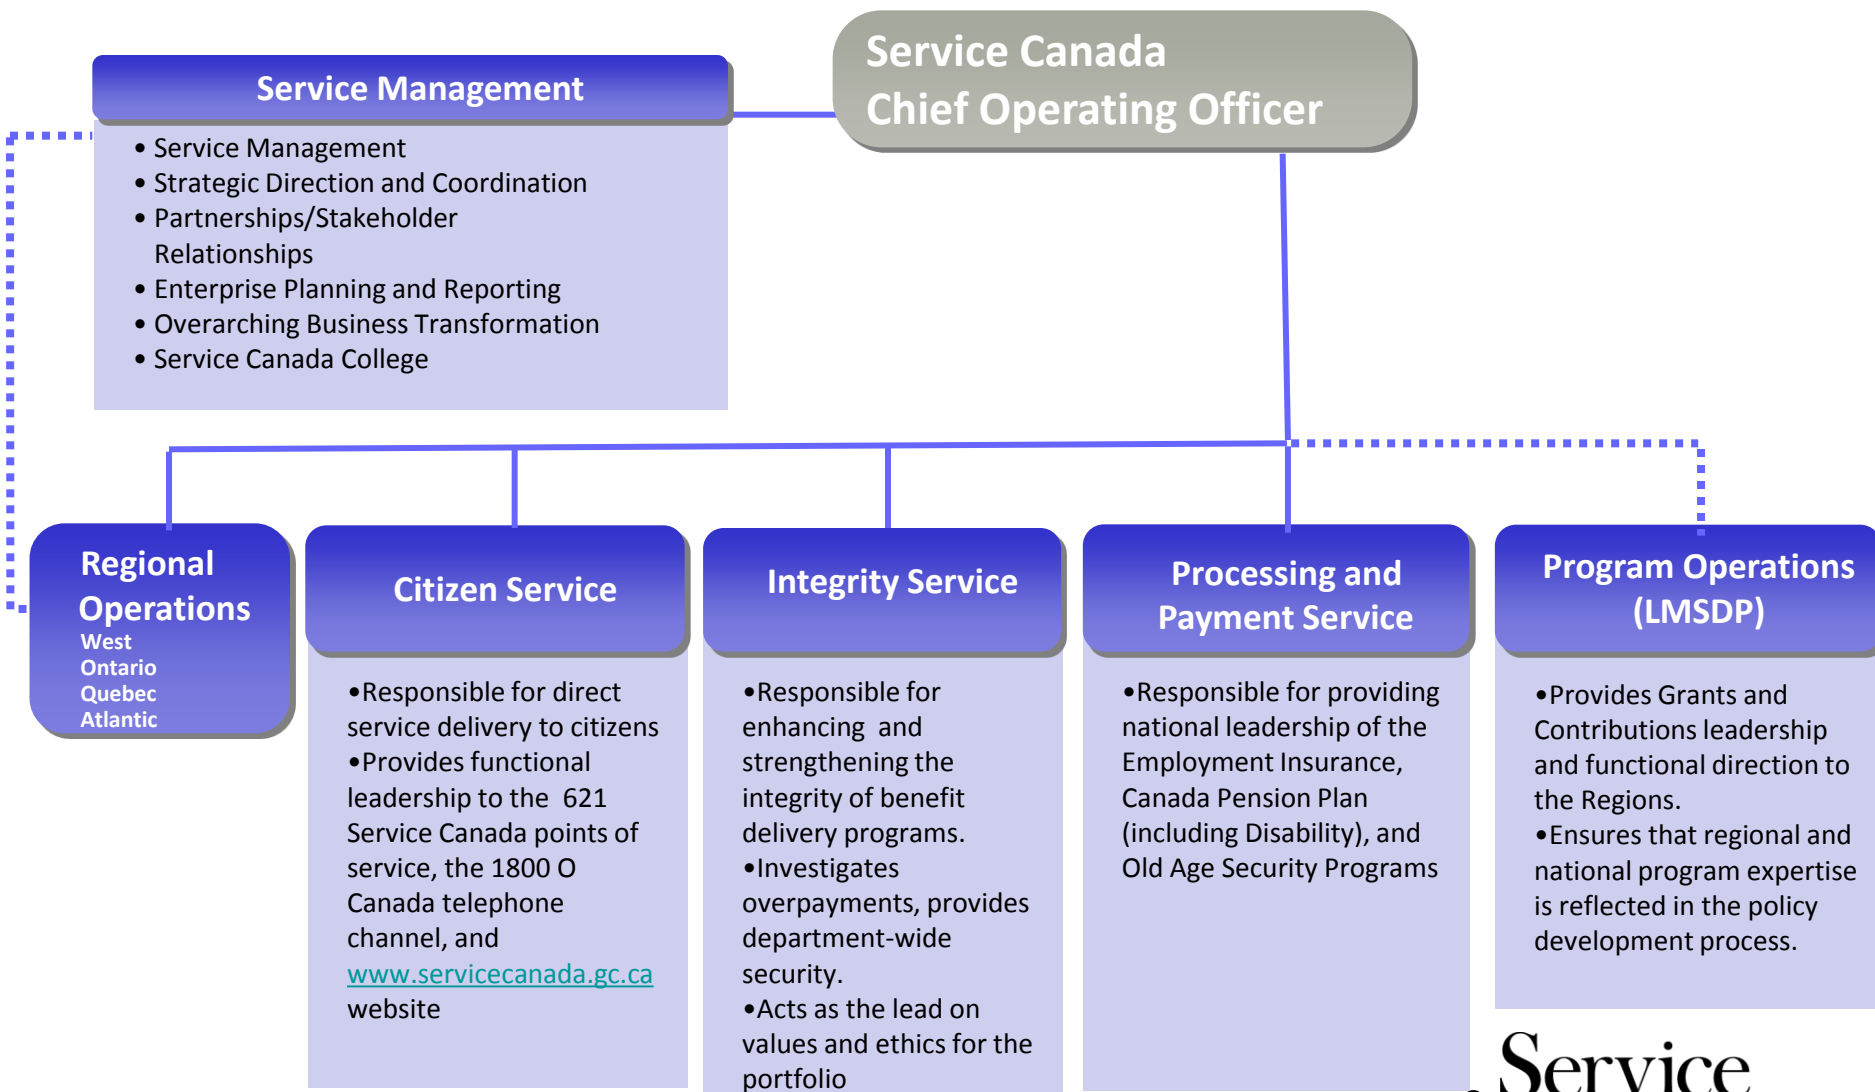 Service Canada
Chief Operating Officer
Service Management
• Service Management
• Strategic Direction and Coordination
• Partnerships/Stakeholder
Relationships
• Enterprise Planning and Reporting
• Overarching Business Transformation
• Service Canada College
Regional
Operations
West
Ontario
Quebec
Atlantic
Citizen Service
•Responsible for direct
service delivery to citizens
•Provides functional
leadership to the 621
Service Canada points of
service, the 1800 O
Canada telephone
channel, and
www.servicecanada.gc.ca
website
Integrity Service
•Responsible for
enhancing and
strengthening the
integrity of benefit
delivery programs.
•Investigates
overpayments, provides
department-wide
security.
•Acts as the lead on
values and ethics for the
portfolio
Processing and
Payment Service
•Responsible for providing
national leadership of the
Employment Insurance,
Canada Pension Plan
(including Disability), and
Old Age Security Programs
Program Operations
(LMSDP)
•Provides Grants and
Contributions leadership
and functional direction to
the Regions.
•Ensures that regional and
national program expertise
is reflected in the policy
development process.
Service